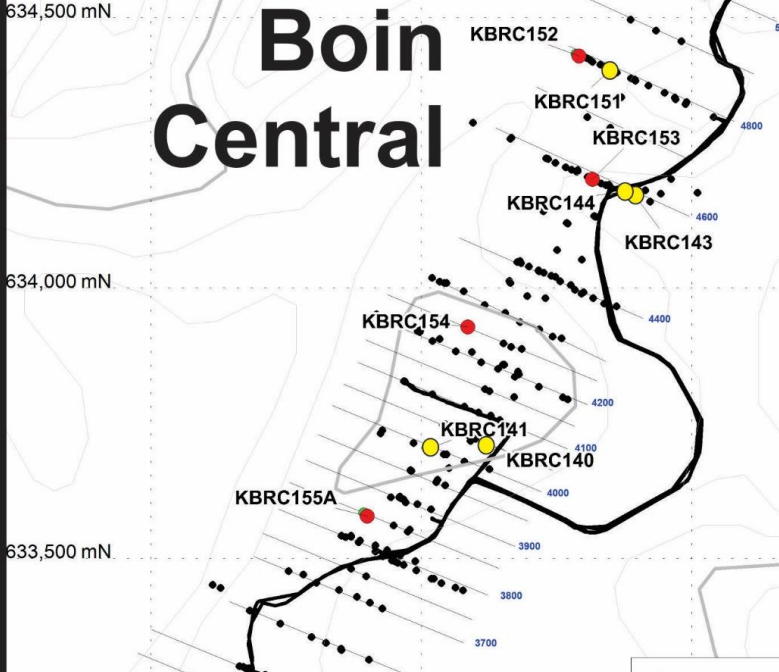 634,500 mN
Boin
Central
KBRC152
KBRC151
4800
KBRC153
KBRC144
4600
KBRC143
634,000 mN
4400
KBRC154
4200
KBRC141
4100
KBRC140
4000
KBRC155A
3900
633,500 mN
3800
3700